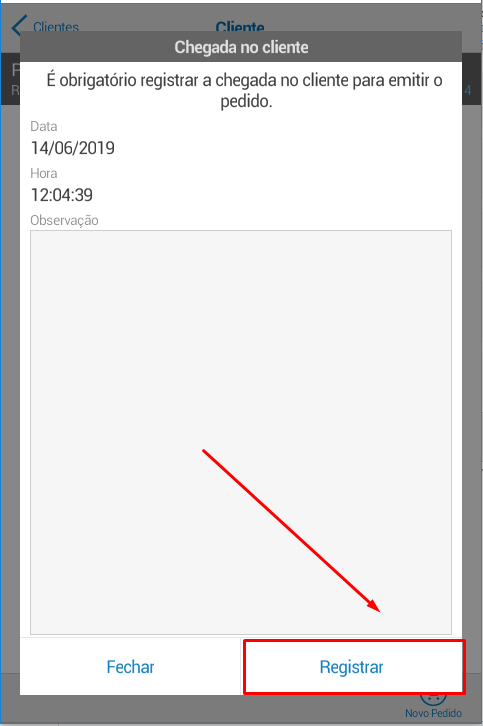 Clientes
Cliente
Chegada no cliente
É obrigatório registrar a chegada no cliente para emitir o
pedido.
Data
14/06/2019
Hora
12:04:39
Observação
Fechar
Registrar
Novo Pedido